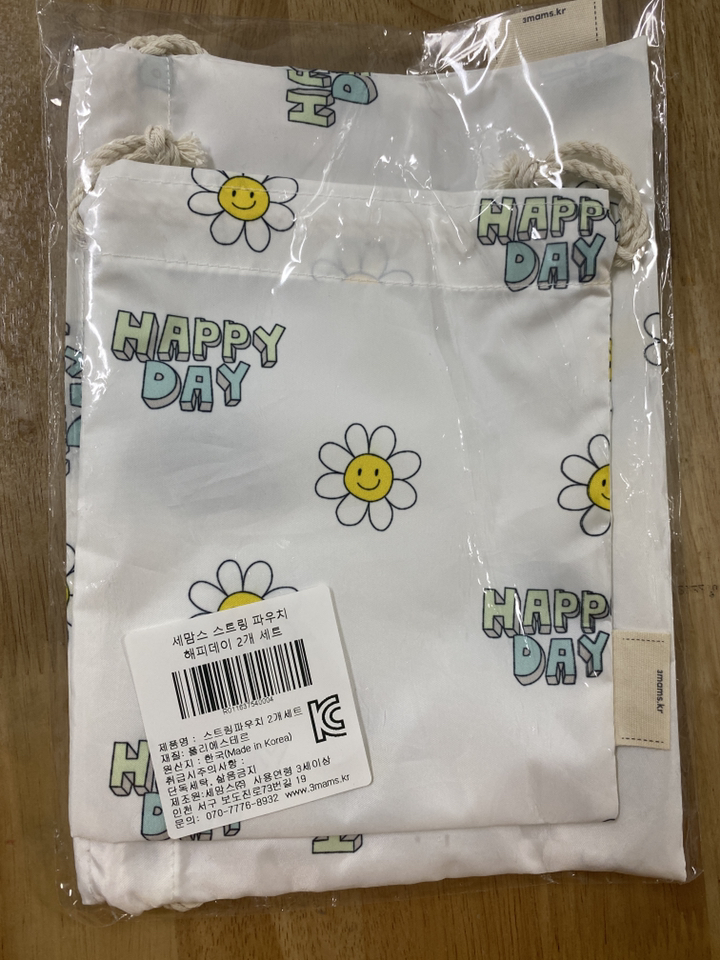 3mams.kr
HA
D
HAPP
DAY
HAPPY
DAY
HAPP
DAY
3mams.kr
세맘스 스트링 파우치
해피데이 2개 세트
R011637540004
제품명 : 스트링파우치 2개세트
재질: 폴리에스테르
원산지 : 한국(Made in Korea)
취급시주의사항 :
단독세탁, 삶음금지
제조원:세맘스㈜ 사용연령 3세이상
인천 서구 보도진로73번길 19
문의: 070-7776-8932 www.3mams.kr
H
DAY